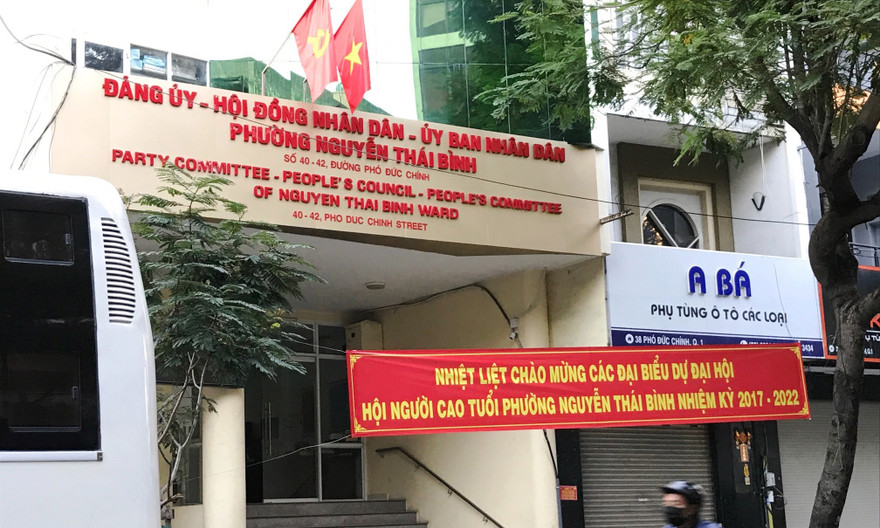 ĐẢNG ỦY - HỘI ĐỒNG NHÂN DÂN - ỦY BAN NHÂN DÂN
PHƯỜNG NGUYỄN THÁI BÌNH
SỐ 40 - 42, ĐƯỜNG PHÓ ĐỨC CHÍNH
PARTY COMMITTEE - PEOPLE'S COUNCIL - PEOPLE'S COMMITTEE
OF NGUYEN THAI BINH WARD
40 - 42, PHO DUC CHINH STREET
A BÁ
PHỤ TÙNG Ô TÔ CÁC LOẠI
38 PHÓ ĐỨC CHÍNH, Q. 1
3434
NHIỆT LIỆT CHÀO MỪNG CÁC ĐẠI BIỂU DỰ ĐẠI HỘI
HỘI NGƯỜI CAO TUỔI PHƯỜNG NGUYỄN THÁI BÌNH NHIỆM KỲ 2017 - 2022